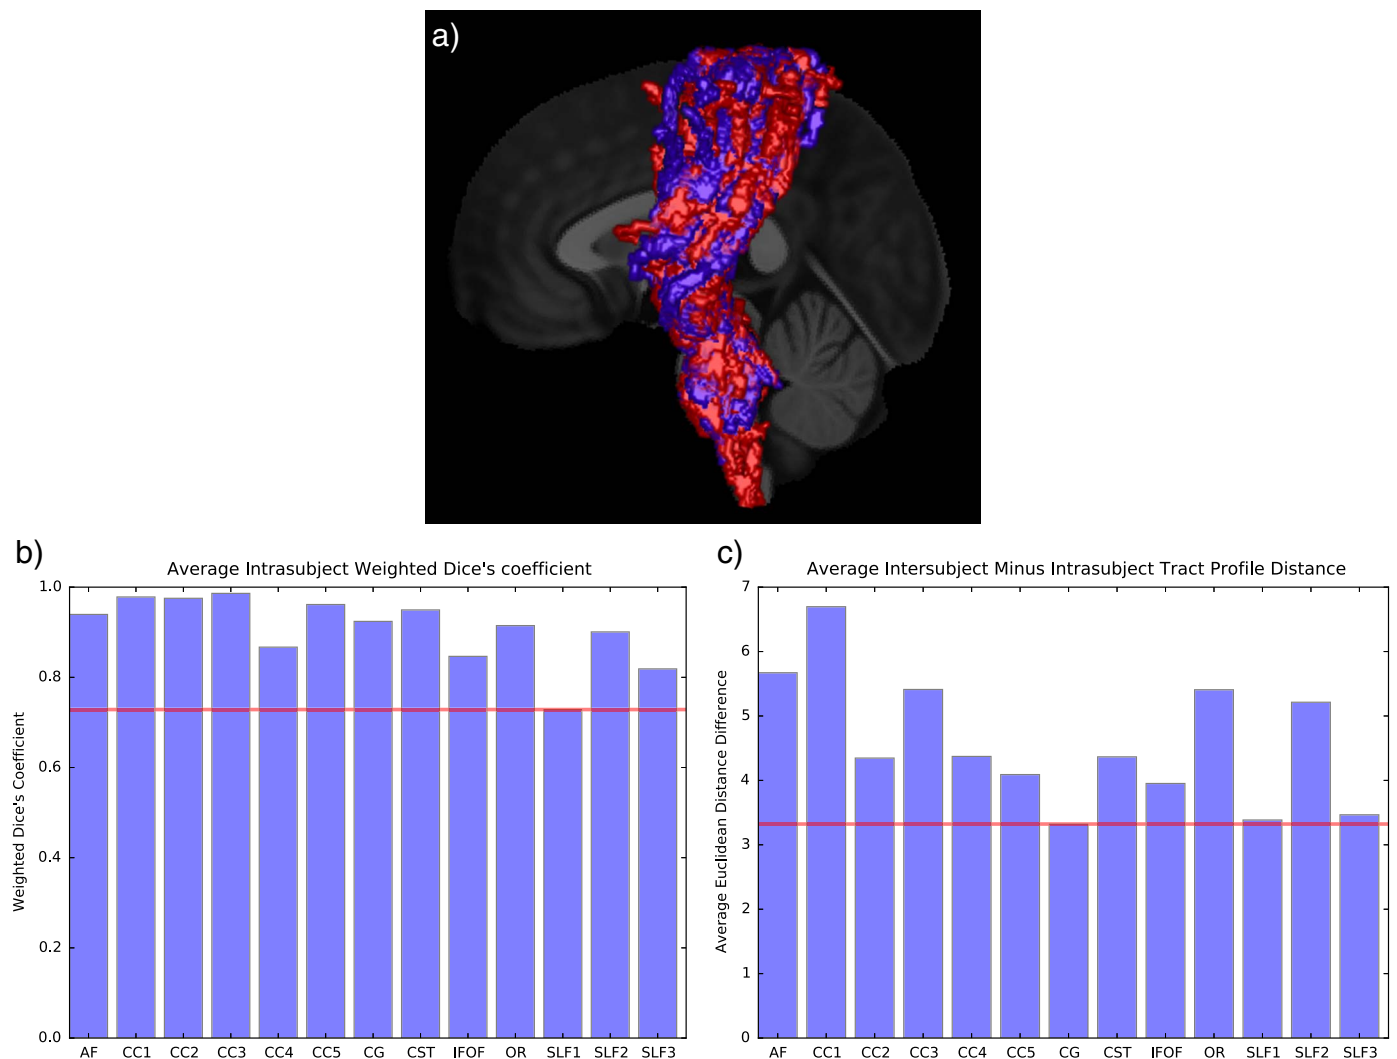 a)
b)
Average Intrasubject Weighted Dice's coefficient
Weighted Dice's Coefficient
1.0
0.8
0.6
0.4
0.2
0.0
AF CC1 CC2 CC3 CC4 CC5 CG CST IFOF OR SLF1 SLF2 SLF3
c)
Average Intersubject Minus Intrasubject Tract Profile Distance
Average Euclidean Distance Difference
7
6
5
4
3
2
1
0
AF CC1 CC2 CC3 CC4 CC5 CG CST IFOF OR SLF1 SLF2 SLF3